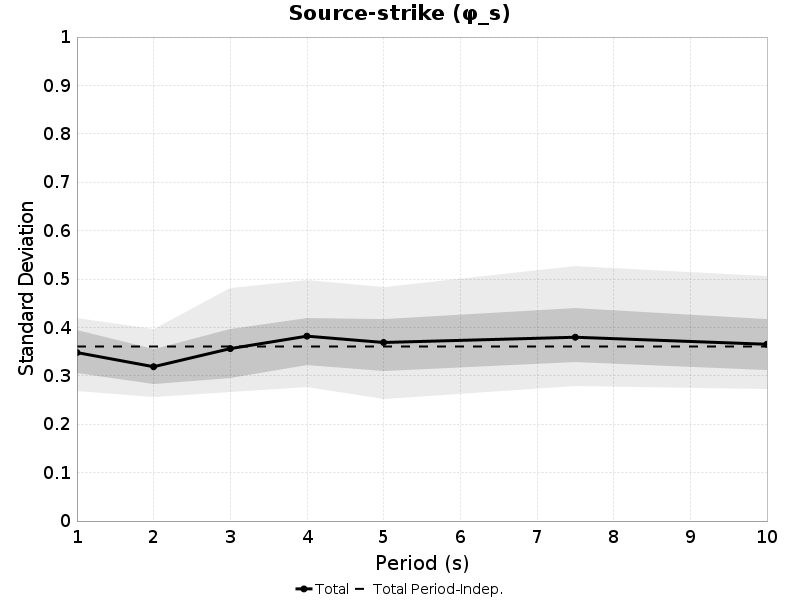 Source-strike (φ_s)
1
0.9
0.8
0.7
0.6
0.5
0.4
0.3
0.2
0.1
0
Standard Deviation
1 2 3 4 5 6 7 8 9 10
Period (s)
Total Total Period-Indep.